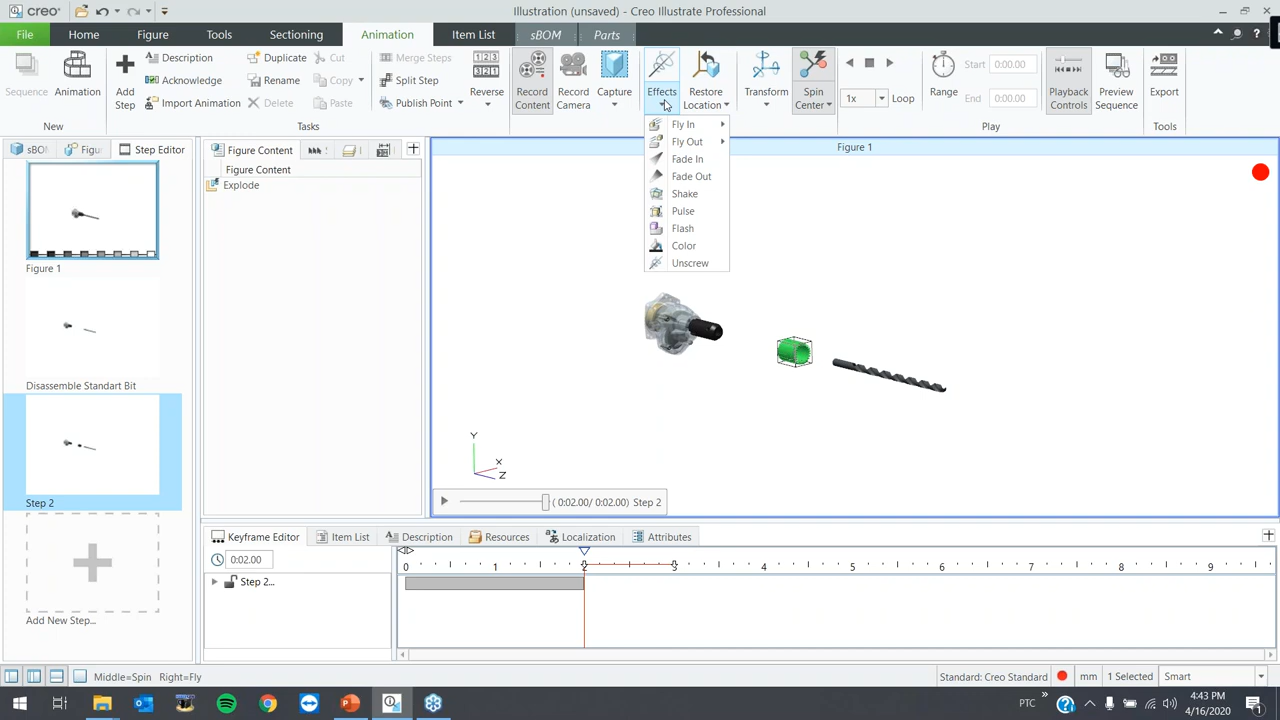 creo
Illustration (unsaved) - Creo Illustrate Professional
File
Home
Figure
Tools
Sectioning
Animation
Item List
sBOM
Parts
Sequence
Animation
New
Add Step
Description
Acknowledge
Import Animation
Duplicate
Rename
Delete
Cut
Copy
Paste
Tasks
Merge Steps
Split Step
Publish Point
Reverse
Record Content
Record Camera
Capture
Effects
Restore Location
Transform
Spin Center
1x
Loop
Range
Start
0:00.00
End
0:00.00
Play
Playback Controls
Preview Sequence
Export
Tools
Fly In
Fly Out
Fade In
Fade Out
Shake
Pulse
Flash
Color
Unscrew
sBO
Figu
Step Editor
Figure 1
Disassemble Standart Bit
Step 2
Add New Step...
Figure Content
Figure Content
Explode
Figure 1
Y
X
Z
( 0:02.00/ 0:02.00) Step 2
Keyframe Editor
Item List
Description
Resources
Localization
Attributes
0:02.00
Step 2...
0 1 2 3 4 5 6 7 8 9
Middle=Spin Right=Fly
Standard: Creo Standard
mm
1 Selected
Smart
PTC
4:43 PM
4/16/2020